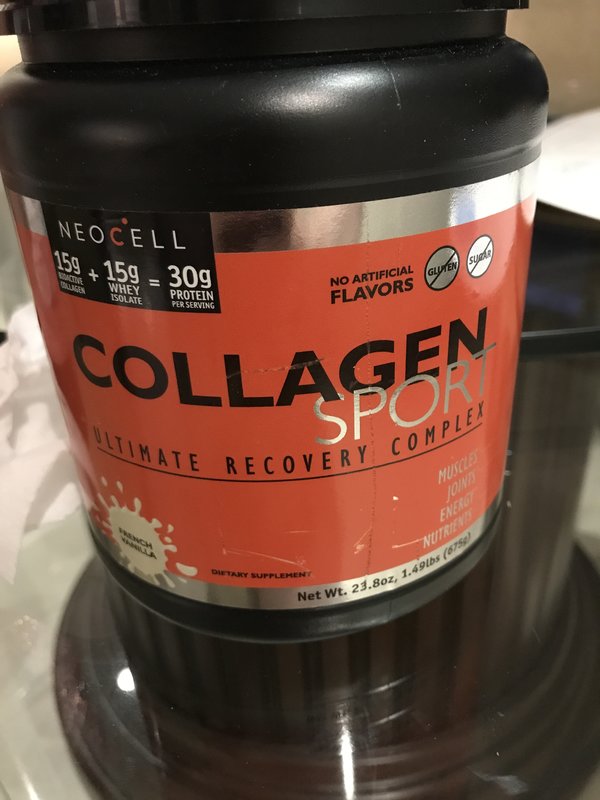 NEOCELL
15g + 15g = 30g
BIOACTIVE COLLAGEN
WHEY ISOLATE
PROTEIN PER SERVING
NO ARTIFICIAL
FLAVORS
GLUTEN
SUGAR
COLLAGEN
SPORT
ULTIMATE RECOVERY COMPLEX
MUSCLES
JOINTS
ENERGY
NUTRIENTS
FRENCH
VANILLA
DIETARY SUPPLEMENT
Net Wt. 23.8oz, 1.49lbs (675g)